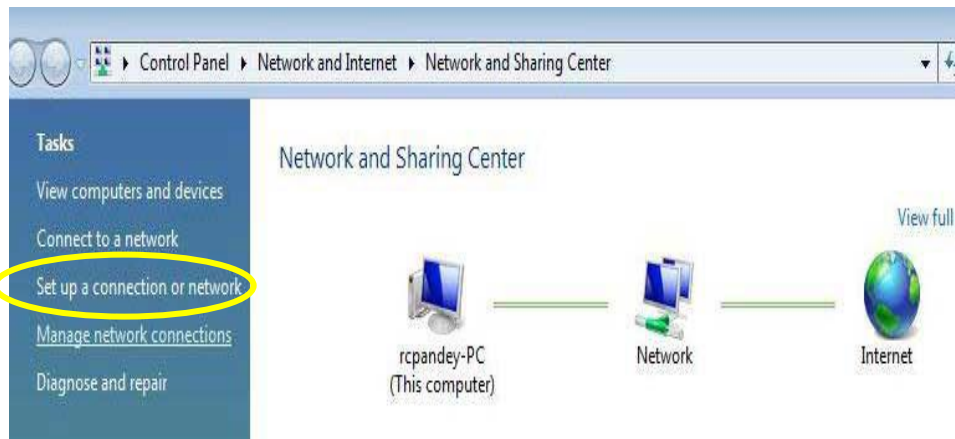 Control Panel ▸ Network and Internet ▸ Network and Sharing Center
Tasks
View computers and devices
Connect to a network
Set up a connection or network
Manage network connections
Diagnose and repair
Network and Sharing Center
View full
rcpandey-PC
(This computer)
Network
Internet